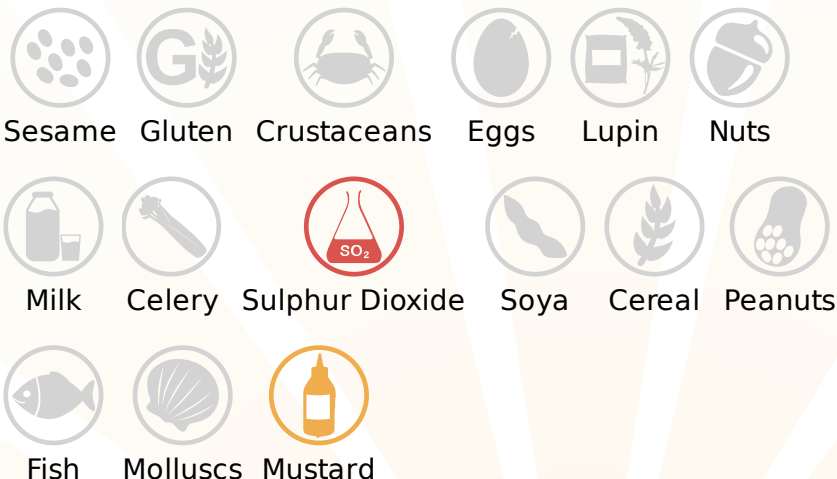 G
Sesame Gluten Crustaceans Eggs Lupin Nuts
SO₂
Milk Celery Sulphur Dioxide Soya Cereal Peanuts
Fish Molluscs Mustard